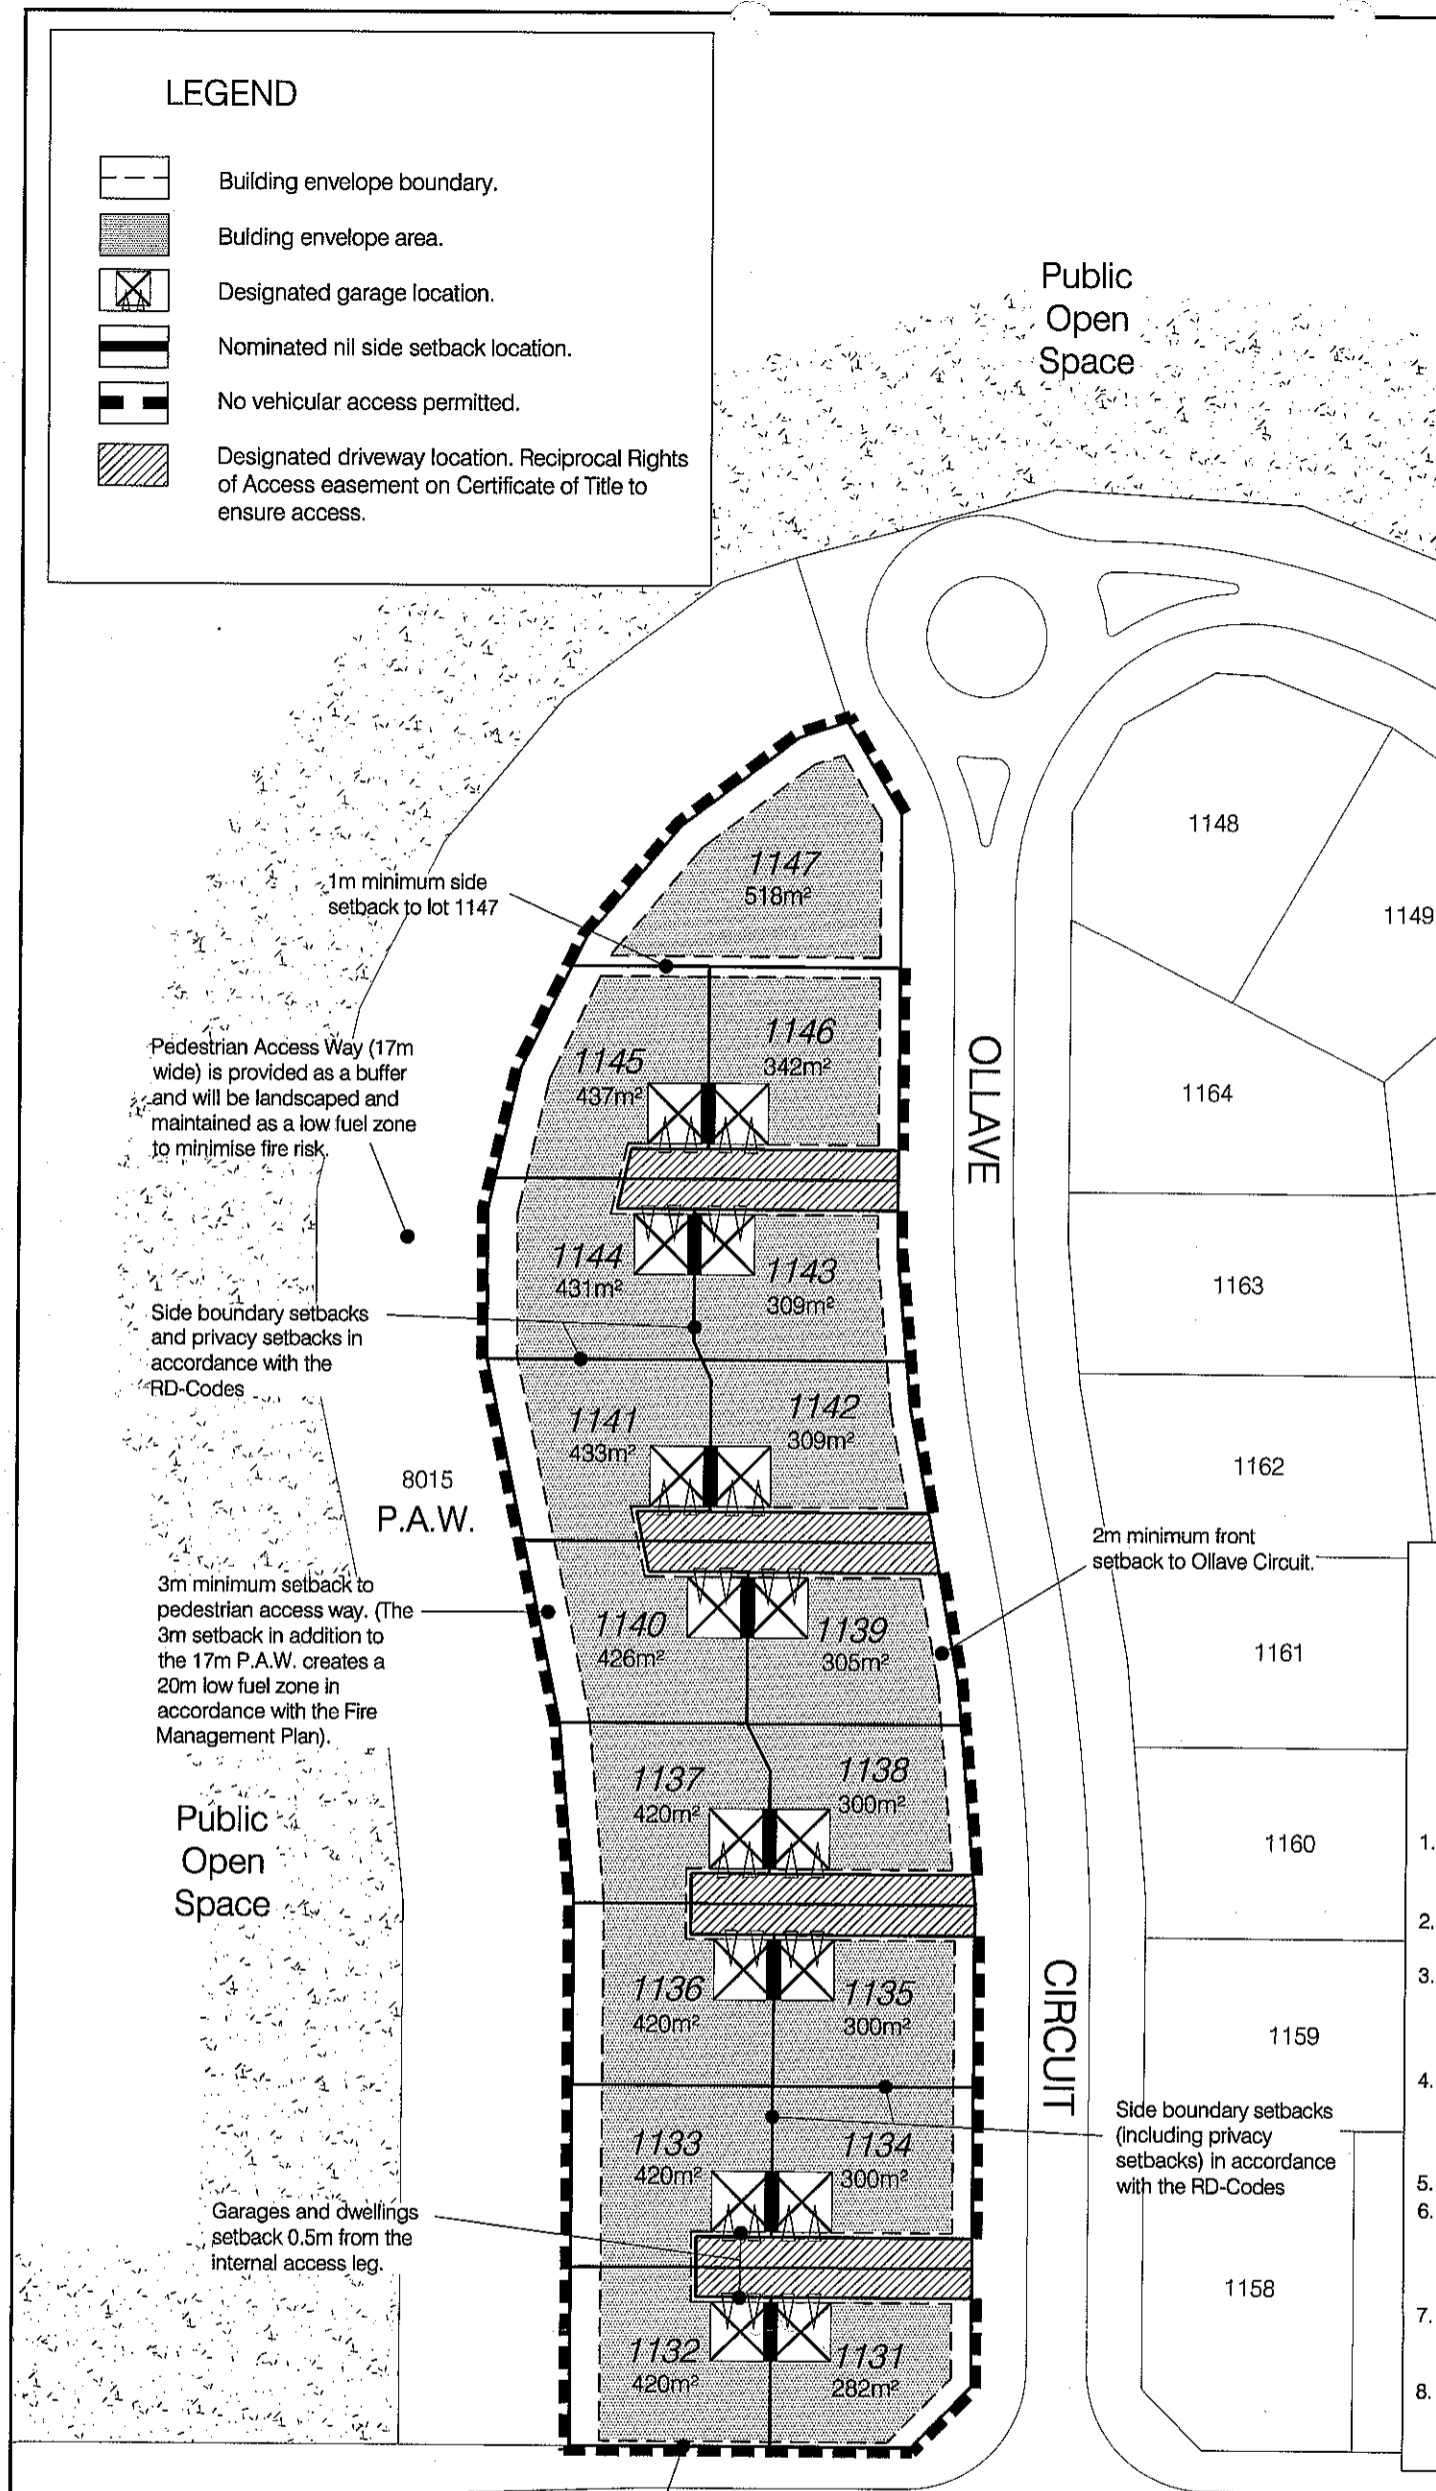 LEGEND
Building envelope boundary.
Bulding envelope area.
Designated garage location.
Nominated nil side setback location.
No vehicular access permitted.
Designated driveway location. Reciprocal Rights
of Access easement on Certificate of Title to
ensure access.
Public
Open
Space
1147
518m²
1148
1149
1m minimum side
setback to lot 1147
1146
342m²
1145
437m²
Pedestrian Access Way (17m
wide) is provided as a buffer
and will be landscaped and
maintained as a low fuel zone
to minimise fire risk.
OLLAVE
1164
1144
431m²
1143
309m²
1163
Side boundary setbacks
and privacy setbacks in
accordance with the
RD-Codes
1142
309m²
1141
433m²
8015
P.A.W.
1162
2m minimum front
setback to Ollave Circuit.
3m minimum setback to
pedestrian access way. (The
3m setback in addition to
the 17m P.A.W. creates a
20m low fuel zone in
accordance with the Fire
Management Plan).
1140
426m²
1139
305m²
1161
1137
420m²
1138
300m²
Public
Open
Space
1160
1.
2.
3.
1136
420m²
1135
300m²
CIRCUIT
1159
4.
Side boundary setbacks
(including privacy
setbacks) in accordance
with the RD-Codes
1133
420m²
1134
300m²
5.
6.
Garages and dwellings
setback 0.5m from the
internal access leg.
1158
7.
1132
420m²
1131
282m²
8.